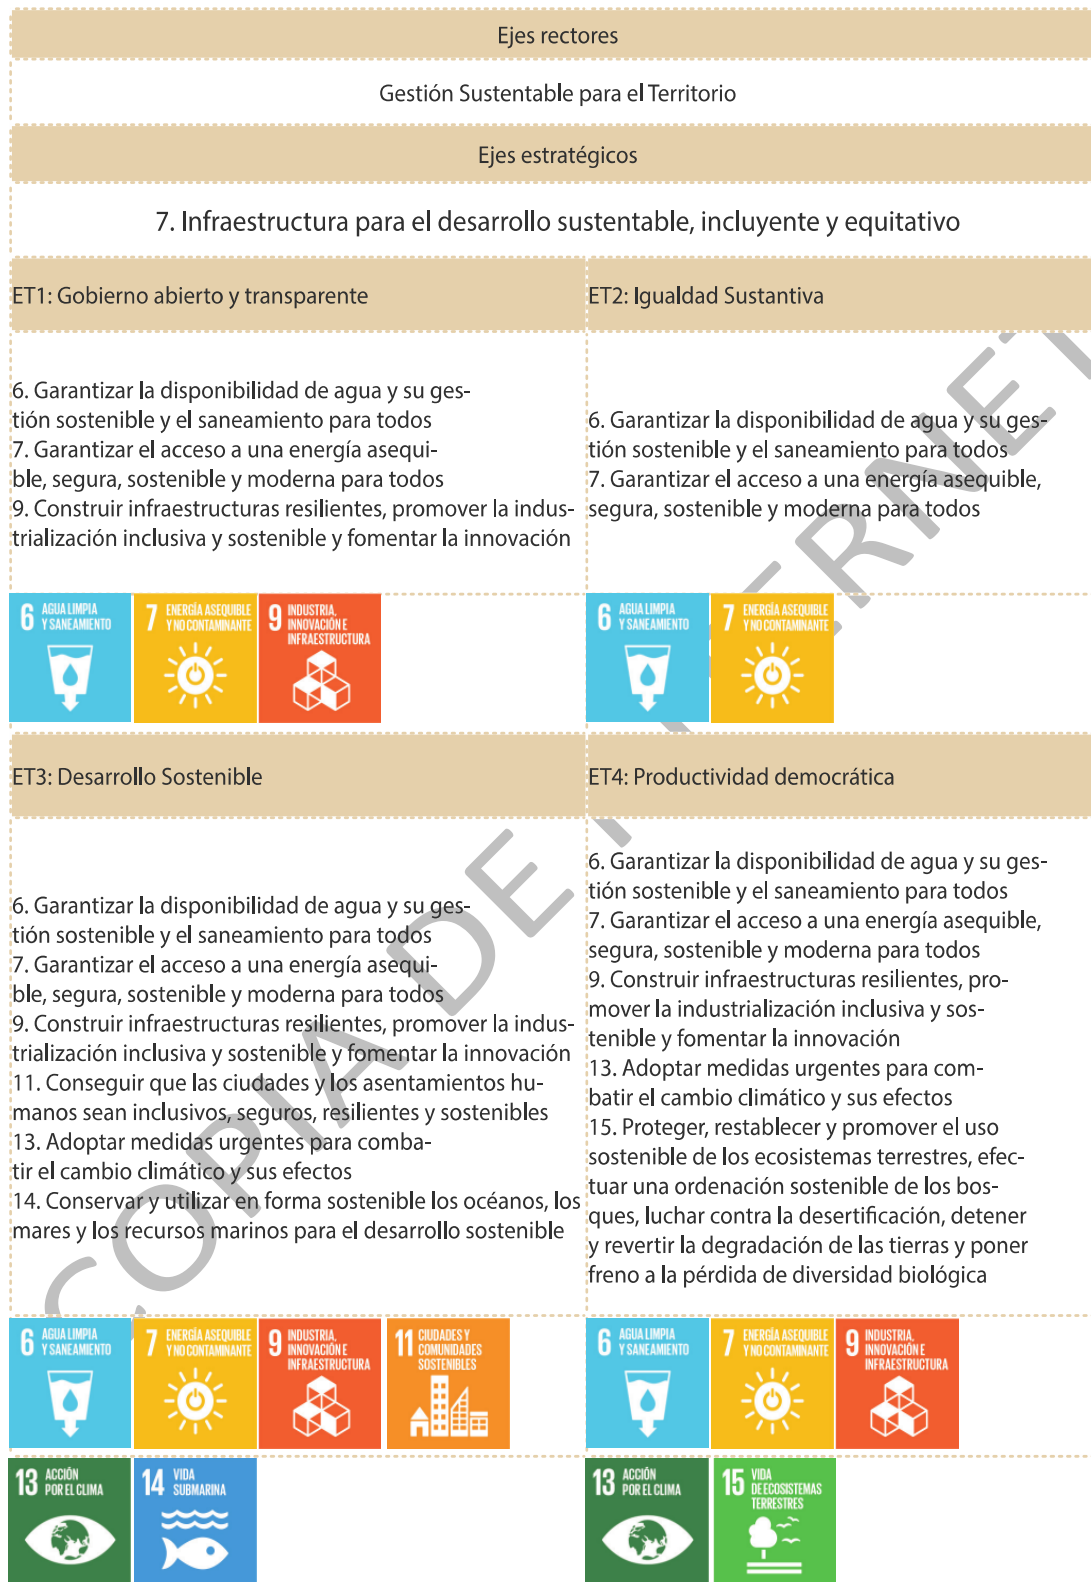 Ejes rectores
Gestión Sustentable para el Territorio
Ejes estratégicos
7. Infraestructura para el desarrollo sustentable, incluyente y equitativo
ET1: Gobierno abierto y transparente
ET2: Igualdad Sustantiva
6. Garantizar la disponibilidad de agua y su ges-
tión sostenible y el saneamiento para todos
7. Garantizar el acceso a una energía asequi-
ble, segura, sostenible y moderna para todos
9. Construir infraestructuras resilientes, promover la indus-
trialización inclusiva y sostenible y fomentar la innovación
6. Garantizar la disponibilidad de agua y su ges-
tión sostenible y el saneamiento para todos
7. Garantizar el acceso a una energía asequible,
segura, sostenible y moderna para todos
6 AGUA LIMPIA
Y SANEAMIENTO
7 ENERGÍA ASEQUIBLE
Y NO CONTAMINANTE
9 INDUSTRIA,
INNOVACIÓN E
INFRAESTRUCTURA
6 AGUA LIMPIA
Y SANEAMIENTO
7 ENERGÍA ASEQUIBLE
Y NO CONTAMINANTE
ET3: Desarrollo Sostenible
ET4: Productividad democrática
6. Garantizar la disponibilidad de agua y su ges-
tión sostenible y el saneamiento para todos
7. Garantizar el acceso a una energía asequi-
ble, segura, sostenible y moderna para todos
9. Construir infraestructuras resilientes, promover la indus-
trialización inclusiva y sostenible y fomentar la innovación
11. Conseguir que las ciudades y los asentamientos hu-
manos sean inclusivos, seguros, resilientes y sostenibles
13. Adoptar medidas urgentes para comba-
tir el cambio climático y sus efectos
14. Conservar y utilizar en forma sostenible los océanos, los
mares y los recursos marinos para el desarrollo sostenible
6. Garantizar la disponibilidad de agua y su ges-
tión sostenible y el saneamiento para todos
7. Garantizar el acceso a una energía asequible,
segura, sostenible y moderna para todos
9. Construir infraestructuras resilientes, pro-
mover la industrialización inclusiva y sos-
tenible y fomentar la innovación
13. Adoptar medidas urgentes para com-
batir el cambio climático y sus efectos
15. Proteger, restablecer y promover el uso
sostenible de los ecosistemas terrestres, efec-
tuar una ordenación sostenible de los bos-
ques, luchar contra la desertificación, detener
y revertir la degradación de las tierras y poner
freno a la pérdida de diversidad biológica
6 AGUA LIMPIA
Y SANEAMIENTO
7 ENERGÍA ASEQUIBLE
Y NO CONTAMINANTE
9 INDUSTRIA,
INNOVACIÓN E
INFRAESTRUCTURA
11 CIUDADES Y
COMUNIDADES
SOSTENIBLES
6 AGUA LIMPIA
Y SANEAMIENTO
7 ENERGÍA ASEQUIBLE
Y NO CONTAMINANTE
9 INDUSTRIA,
INNOVACIÓN E
INFRAESTRUCTURA
13 ACCIÓN
POR EL CLIMA
14 VIDA
SUBMARINA
13 ACCIÓN
POR EL CLIMA
15 VIDA
DE ECOSISTEMAS
TERRESTRES
COPIA DE